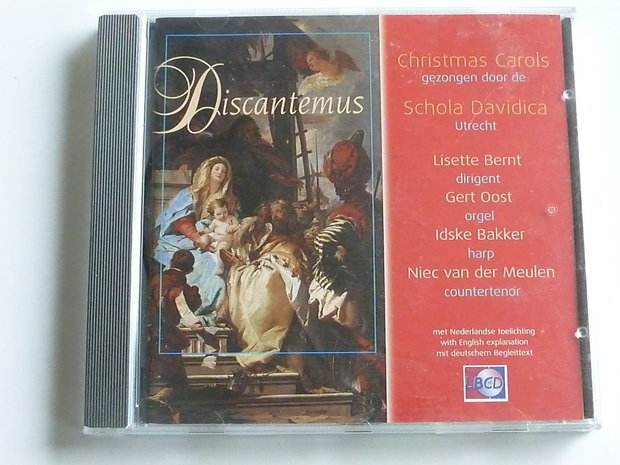 Discantemus
Christmas Carols
gezongen door de
Schola Davidica
Utrecht
Lisette Bernt
dirigent
Gert Oost
orgel
Idske Bakker
harp
Niec van der Meulen
countertenor
met Nederlandse toelichting
with English explanation
mit deutschem Begleittext
LBCD